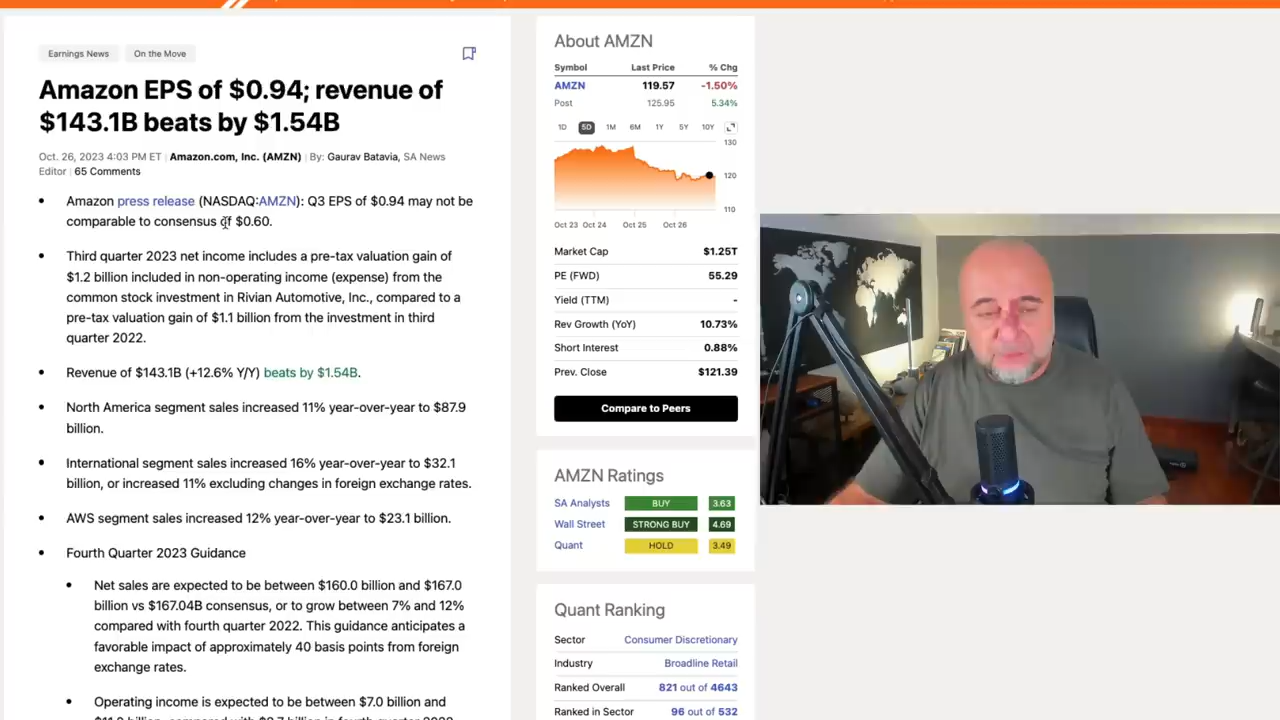 Earnings News
On the Move
Amazon EPS of $0.94; revenue of
$143.1B beats by $1.54B
Oct. 26, 2023 4:03 PM ET | Amazon.com, Inc. (AMZN) | By: Gaurav Batavia, SA News
Editor | 65 Comments
• Amazon press release (NASDAQ:AMZN): Q3 EPS of $0.94 may not be
comparable to consensus of $0.60.
• Third quarter 2023 net income includes a pre-tax valuation gain of
$1.2 billion included in non-operating income (expense) from the
common stock investment in Rivian Automotive, Inc., compared to a
pre-tax valuation gain of $1.1 billion from the investment in third
quarter 2022.
• Revenue of $143.1B (+12.6% Y/Y) beats by $1.54B.
• North America segment sales increased 11% year-over-year to $87.9
billion.
• International segment sales increased 16% year-over-year to $32.1
billion, or increased 11% excluding changes in foreign exchange rates.
• AWS segment sales increased 12% year-over-year to $23.1 billion.
• Fourth Quarter 2023 Guidance
• Net sales are expected to be between $160.0 billion and $167.0
billion vs $167.04B consensus, or to grow between 7% and 12%
compared with fourth quarter 2022. This guidance anticipates a
favorable impact of approximately 40 basis points from foreign
exchange rates.
• Operating income is expected to be between $7.0 billion and
About AMZN
Symbol Last Price % Chg
AMZN 119.57 -1.50%
Post 125.95 5.34%
1D 5D 1M 6M 1Y 5Y 10Y
130
120
110
Oct 23 Oct 24 Oct 25 Oct 26
Market Cap $1.25T
PE (FWD) 55.29
Yield (TTM) -
Rev Growth (YoY) 10.73%
Short Interest 0.88%
Prev. Close $121.39
Compare to Peers
AMZN Ratings
SA Analysts BUY 3.63
Wall Street STRONG BUY 4.69
Quant HOLD 3.49
Quant Ranking
Sector Consumer Discretionary
Industry Broadline Retail
Ranked Overall 821 out of 4643
Ranked in Sector 96 out of 532